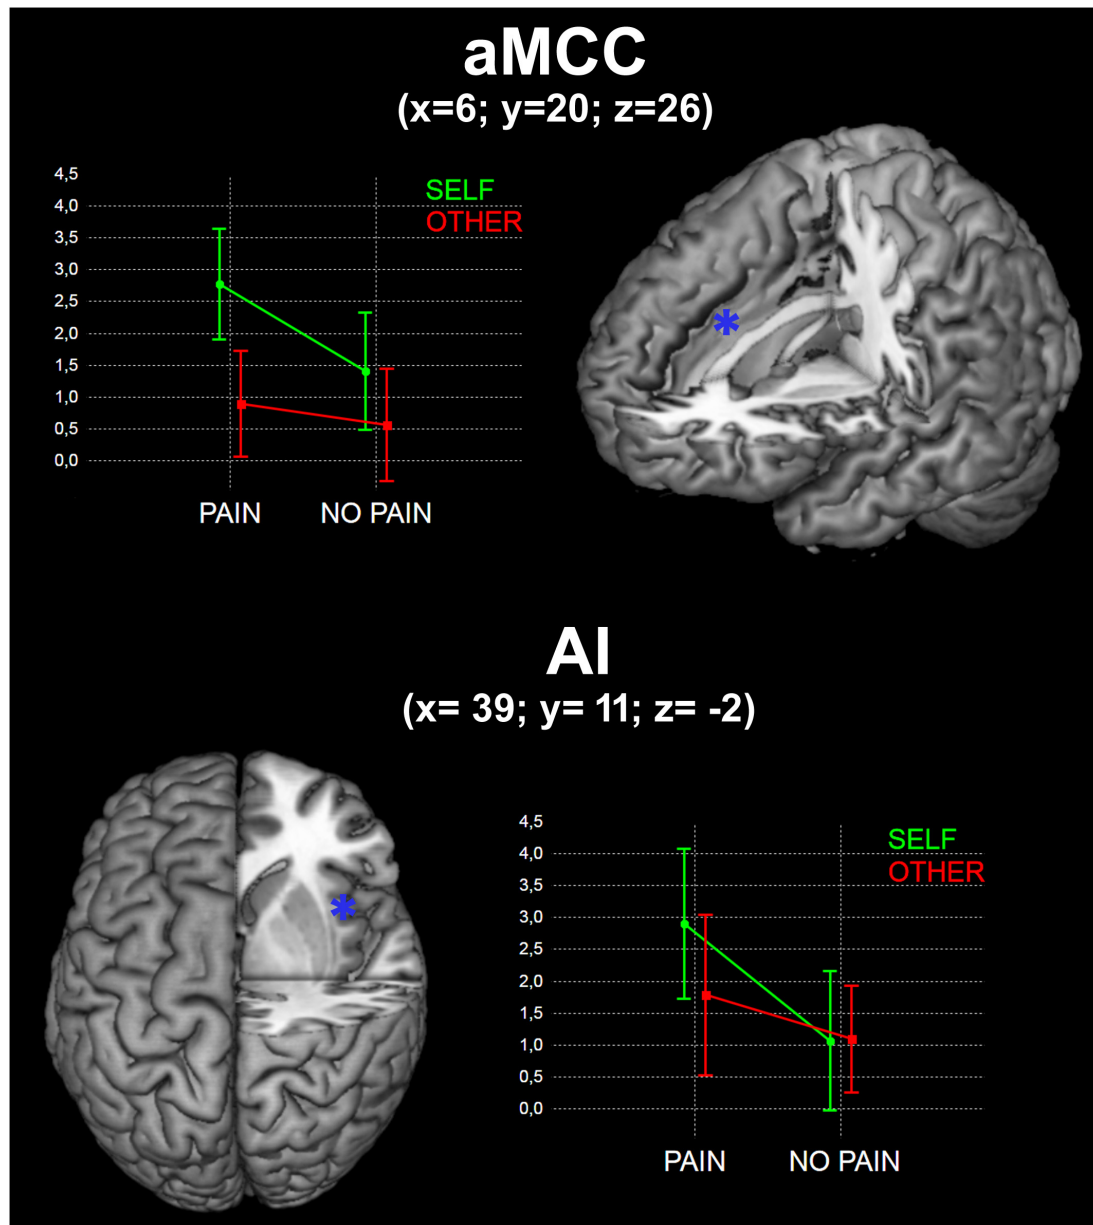 aMCC
(x=6; y=20; z=26)
4,5
4,0
3,5
3,0
2,5
2,0
1,5
1,0
0,5
0,0
SELF
OTHER
PAIN NO PAIN
AI
(x= 39; y= 11; z= -2)
4,5
4,0
3,5
3,0
2,5
2,0
1,5
1,0
0,5
0,0
SELF
OTHER
PAIN NO PAIN